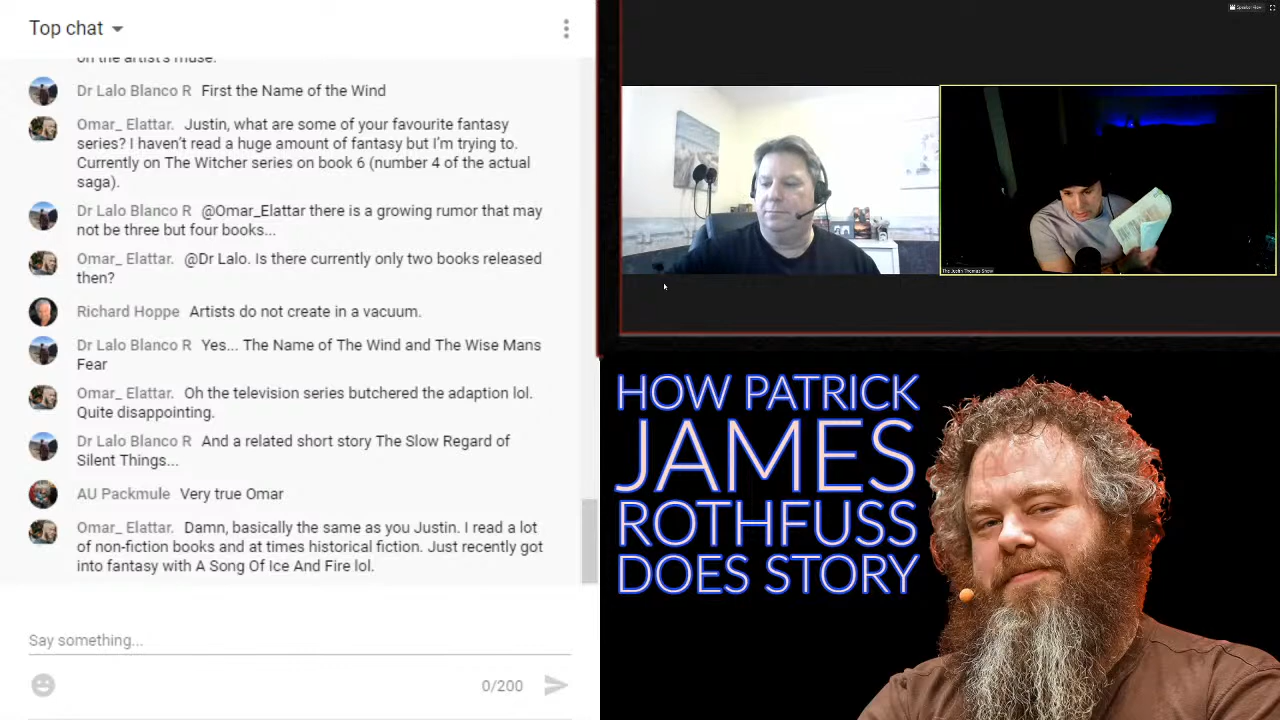 Top chat
on the artist's muse.
Dr Lalo Blanco R First the Name of the Wind
Omar_ Elattar. Justin, what are some of your favourite fantasy
series? I haven't read a huge amount of fantasy but I'm trying to.
Currently on The Witcher series on book 6 (number 4 of the actual
saga).
Dr Lalo Blanco R @Omar_Elattar there is a growing rumor that may
not be three but four books...
Omar_ Elattar. @Dr Lalo. Is there currently only two books released
then?
Richard Hoppe Artists do not create in a vacuum.
Dr Lalo Blanco R Yes... The Name of The Wind and The Wise Mans
Fear
Omar_ Elattar. Oh the television series butchered the adaption lol.
Quite disappointing.
Dr Lalo Blanco R And a related short story The Slow Regard of
Silent Things...
AU Packmule Very true Omar
Omar_ Elattar. Damn, basically the same as you Justin. I read a lot
of non-fiction books and at times historical fiction. Just recently got
into fantasy with A Song Of Ice And Fire lol.
Say something...
0/200
Speaker View
The Justin Thomas Show
HOW PATRICK
JAMES
ROTHFUSS
DOES STORY